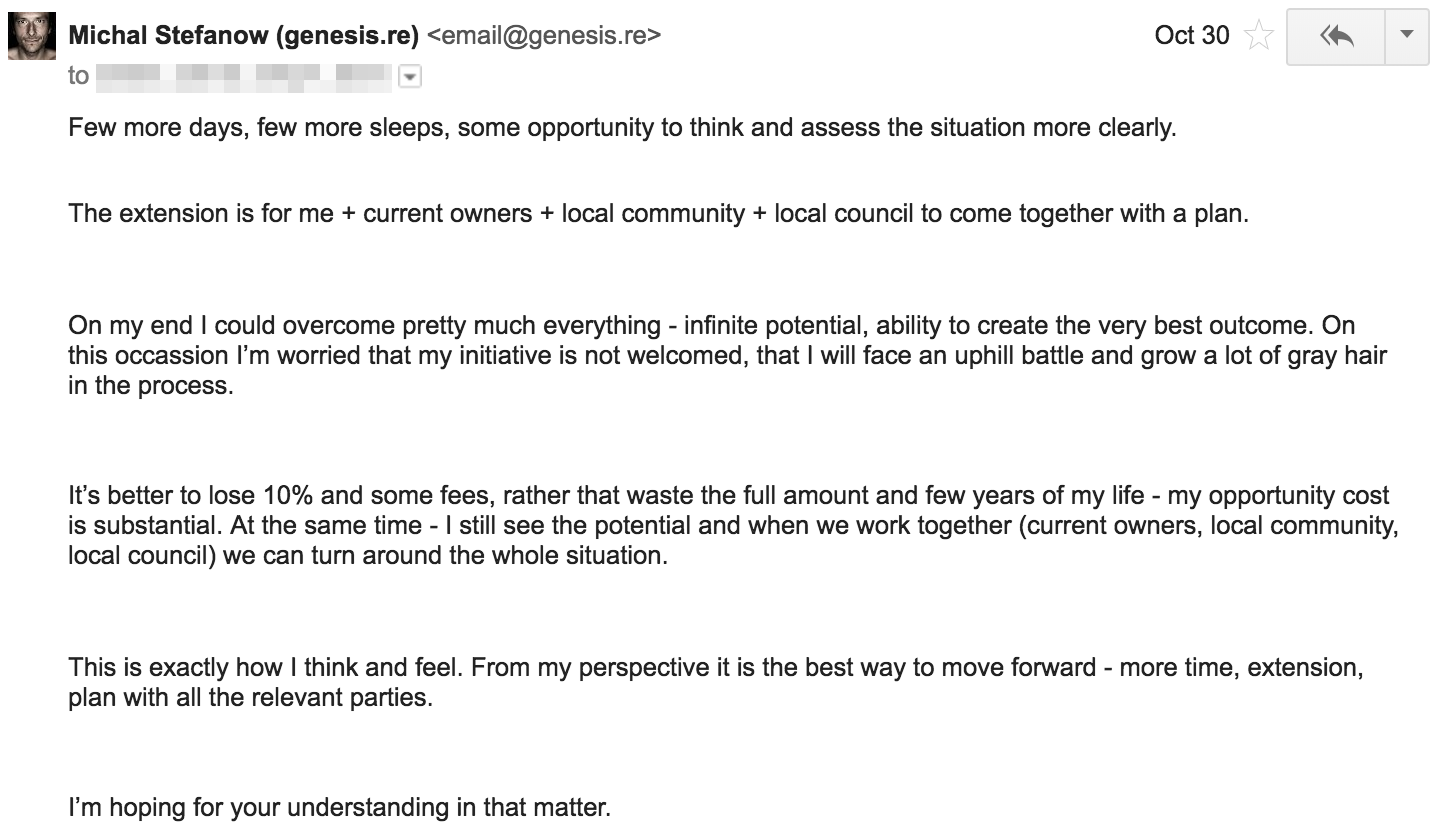 Michal Stefanow (genesis.re) <email@genesis.re>
Oct 30
to
Few more days, few more sleeps, some opportunity to think and assess the situation more clearly.
The extension is for me + current owners + local community + local council to come together with a plan.
On my end I could overcome pretty much everything - infinite potential, ability to create the very best outcome. On
this occassion I’m worried that my initiative is not welcomed, that I will face an uphill battle and grow a lot of gray hair
in the process.
It’s better to lose 10% and some fees, rather that waste the full amount and few years of my life - my opportunity cost
is substantial. At the same time - I still see the potential and when we work together (current owners, local community,
local council) we can turn around the whole situation.
This is exactly how I think and feel. From my perspective it is the best way to move forward - more time, extension,
plan with all the relevant parties.
I’m hoping for your understanding in that matter.